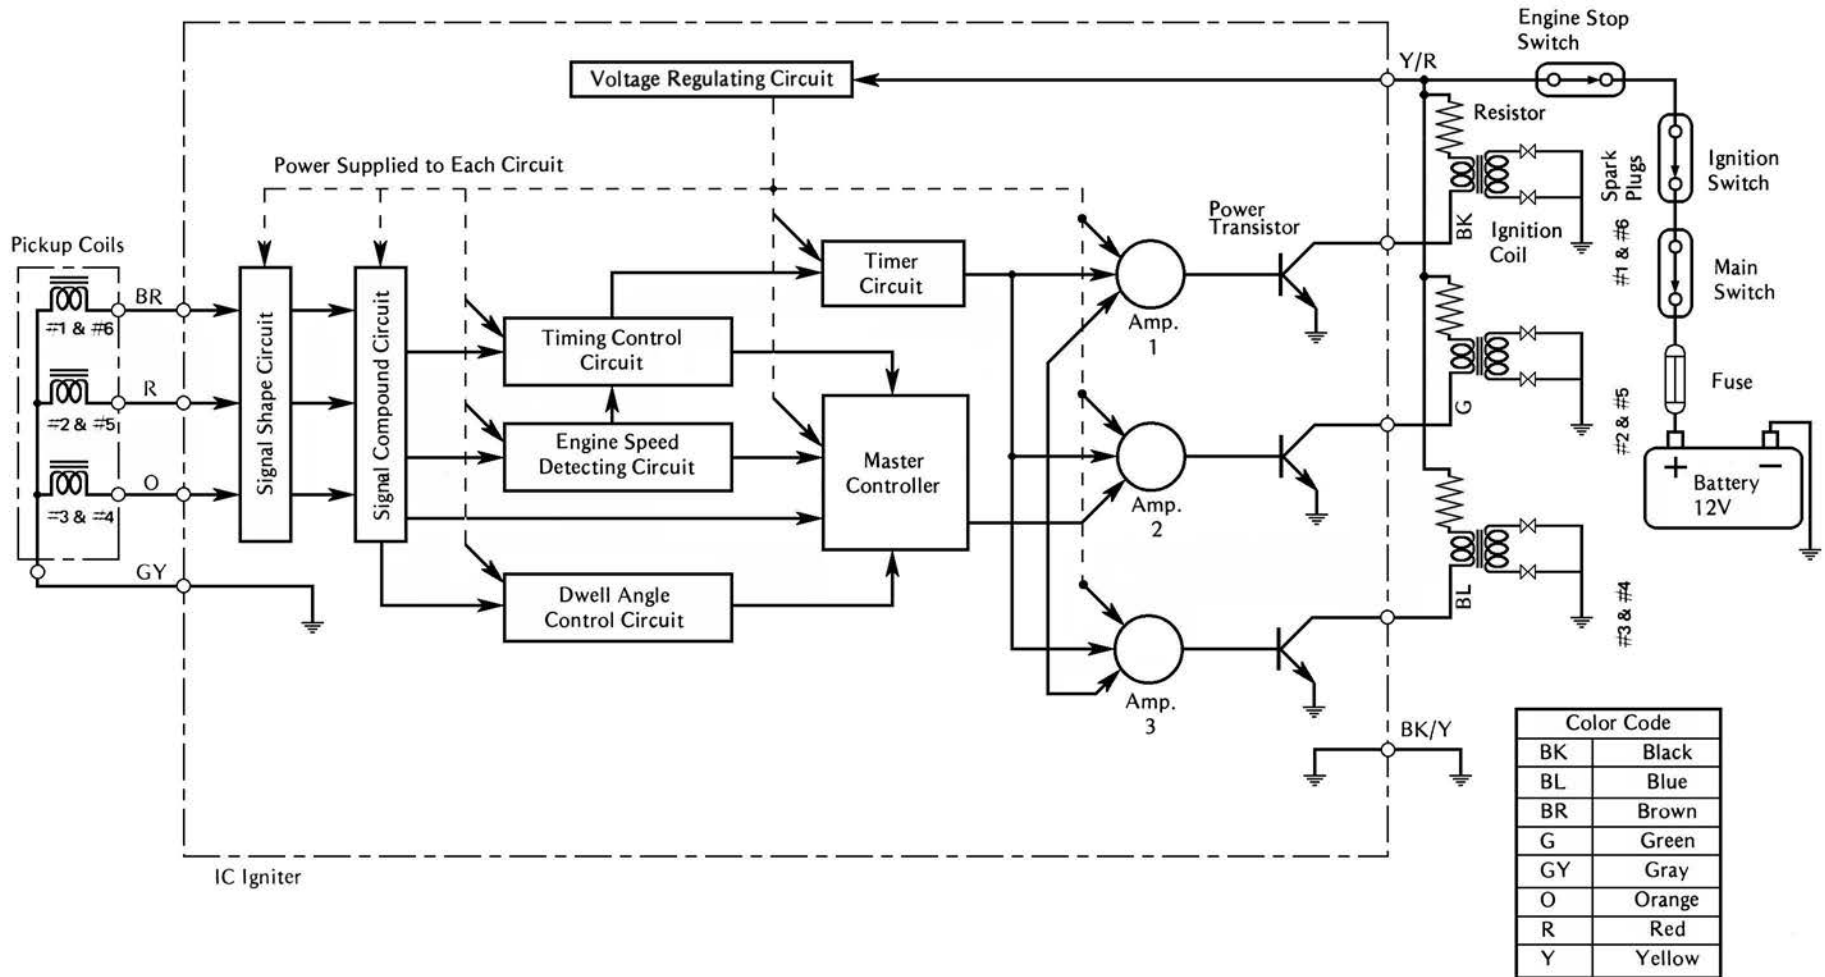 Engine Stop
Switch
Y/R
Voltage Regulating Circuit
Resistor
Power Supplied to Each Circuit
Spark
Plugs
#1 & #6
Ignition
Switch
Pickup Coils
Power
Transistor
BK
Ignition
Coil
Timer
Circuit
Main
Switch
BR
#1 & #6
Signal Shape Circuit
Signal Compound Circuit
Timing Control
Circuit
Amp.
1
R
#2 & #5
Fuse
G
#2 & #5
Engine Speed
Detecting Circuit
Master
Controller
O
#3 & #4
Amp.
2
+ −
Battery
12V
GY
Dwell Angle
Control Circuit
BL
#3 & #4
Amp.
3
BK/Y
IC Igniter
Color Code
BK Black
BL Blue
BR Brown
G Green
GY Gray
O Orange
R Red
Y Yellow